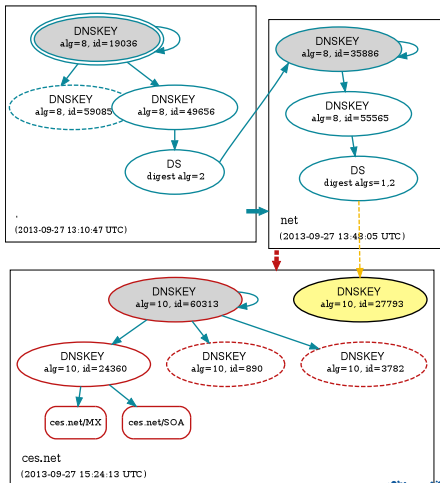 DNSKEY
alg=8, id=19036
DNSKEY
alg=8, id=59085
DNSKEY
alg=8, id=49656
DS
digest alg=2
.
(2013-09-27 13:10:47 UTC)
DNSKEY
alg=8, id=35886
DNSKEY
alg=8, id=55565
DS
digest algs=1,2
net
(2013-09-27 13:48:05 UTC)
DNSKEY
alg=10, id=60313
DNSKEY
alg=10, id=27793
DNSKEY
alg=10, id=24360
DNSKEY
alg=10, id=890
DNSKEY
alg=10, id=3782
ces.net/MX
ces.net/SOA
ces.net
(2013-09-27 15:24:13 UTC)